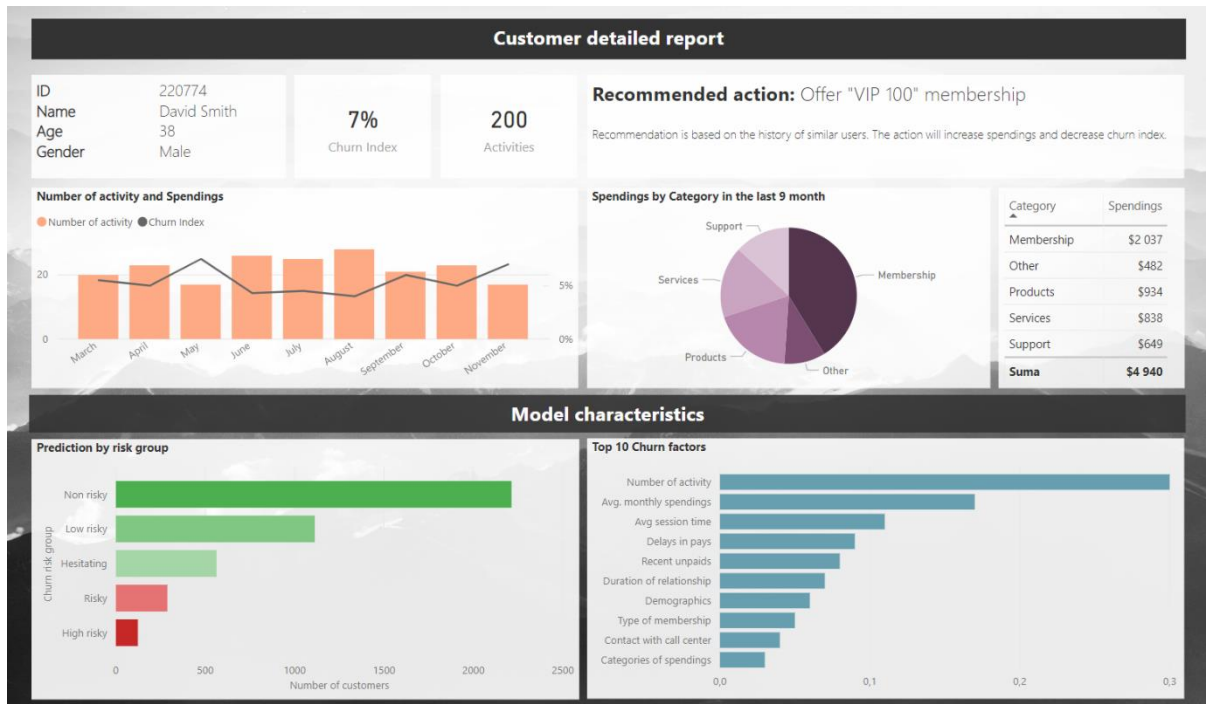 Customer detailed report
ID 220774
Name David Smith
Age 38
Gender Male
7%
Churn Index
200
Activities
Recommended action: Offer "VIP 100" membership
Recommendation is based on the history of similar users. The action will increase spendings and decrease churn index.
Number of activity and Spendings
Number of activity Churn Index
20
0
5%
0%
March April May June July August September October November
Spendings by Category in the last 9 month
Support
Services
Products
Other
Membership
Category Spendings
Membership $2 037
Other $482
Products $934
Services $838
Support $649
Suma $4 940
Model characteristics
Prediction by risk group
Churn risk group
Non risky
Low risky
Hesitating
Risky
High risky
0 500 1000 1500 2000 2500
Number of customers
Top 10 Churn factors
Number of activity
Avg. monthly spendings
Avg session time
Delays in pays
Recent unpaids
Duration of relationship
Demographics
Type of membership
Contact with call center
Categories of spendings
0,0 0,1 0,2 0,3